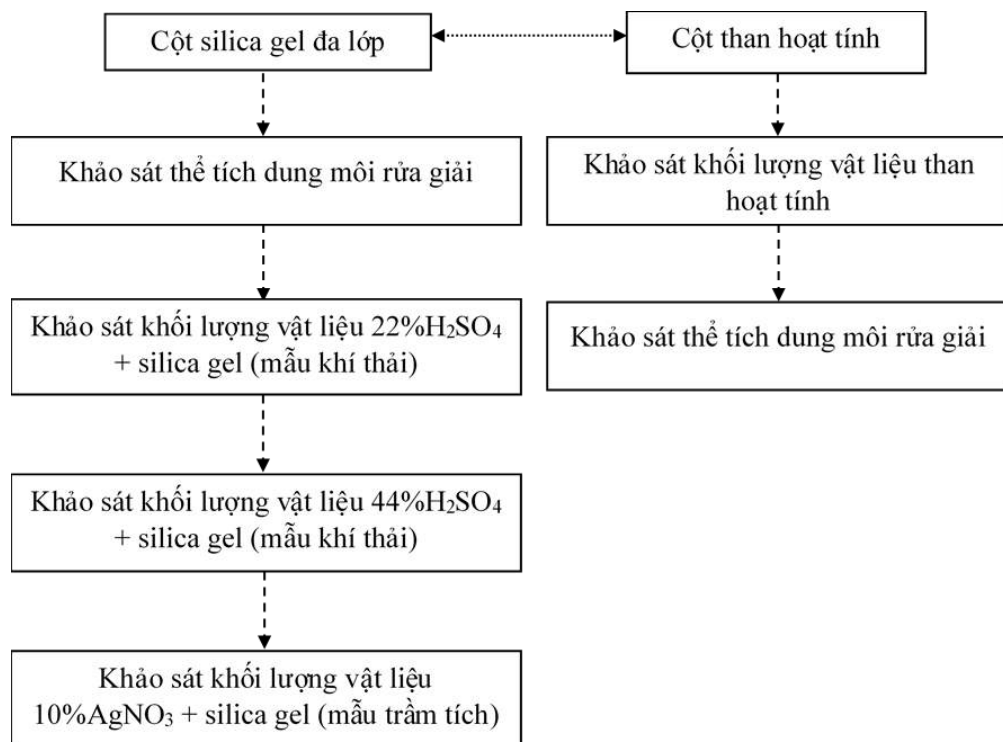 Cột silica gel đa lớp
Khảo sát thể tích dung môi rửa giải
Khảo sát khối lượng vật liệu 22%H₂SO₄
+ silica gel (mẫu khí thải)
Khảo sát khối lượng vật liệu 44%H₂SO₄
+ silica gel (mẫu khí thải)
Khảo sát khối lượng vật liệu
10%AgNO₃ + silica gel (mẫu trầm tích)
Cột than hoạt tính
Khảo sát khối lượng vật liệu than
hoạt tính
Khảo sát thể tích dung môi rửa giải